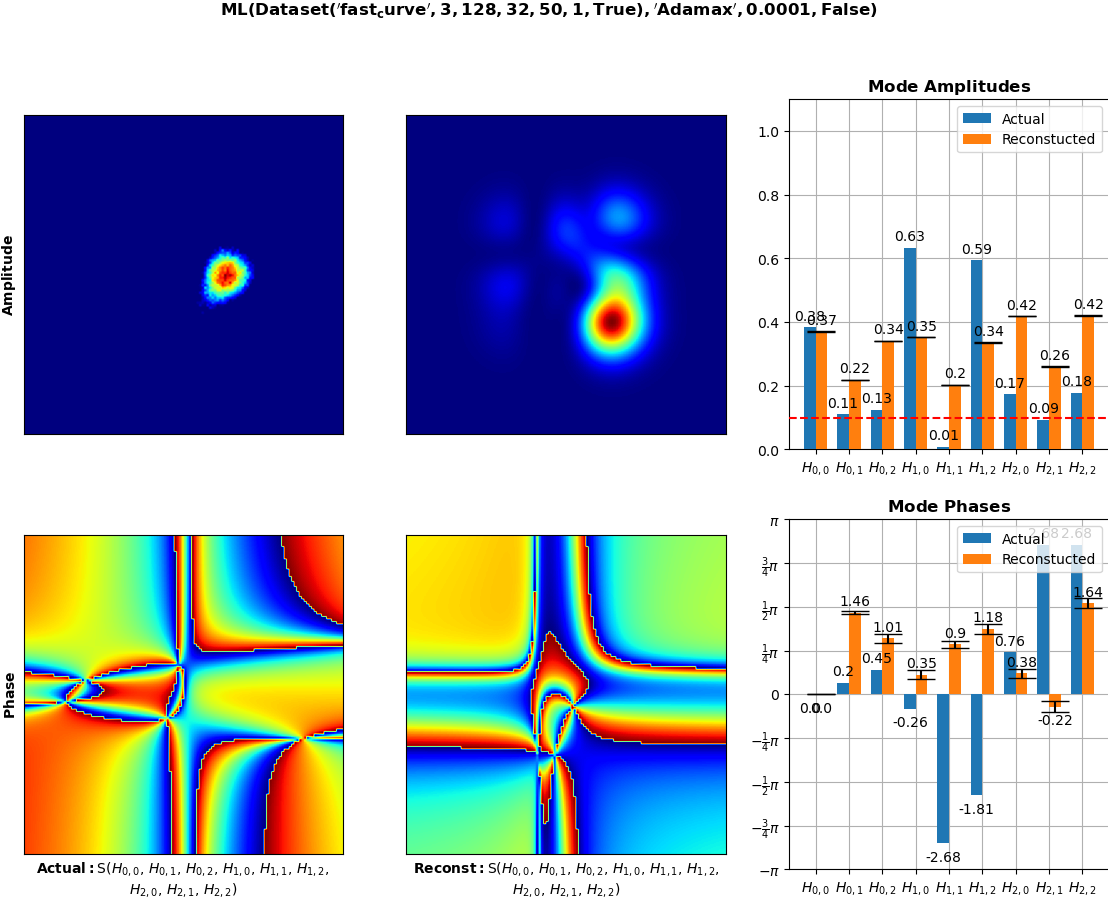 ML(Dataset('fast_curve', 3, 128, 32, 50, 1, True), 'Adamax', 0.0001, False)
Amplitude
Mode Amplitudes
Actual
Reconstucted
1.0
0.8
0.6
0.4
0.2
0.0
0.38
0.37
0.11
0.22
0.13
0.34
0.63
0.35
0.01
0.2
0.59
0.34
0.17
0.42
0.09
0.26
0.18
0.42
H0,0 H0,1 H0,2 H1,0 H1,1 H1,2 H2,0 H2,1 H2,2
Phase
Mode Phases
Actual
Reconstucted
π
3/4π
1/2π
1/4π
0
−1/4π
−1/2π
−3/4π
−π
0.0
0.0
0.2
1.46
0.45
1.01
-0.26
0.35
-2.68
0.9
-1.81
1.18
0.76
0.38
2.68
-0.22
2.68
1.64
H0,0 H0,1 H0,2 H1,0 H1,1 H1,2 H2,0 H2,1 H2,2
Actual: S(H0,0, H0,1, H0,2, H1,0, H1,1, H1,2,
H2,0, H2,1, H2,2)
Reconst: S(H0,0, H0,1, H0,2, H1,0, H1,1, H1,2,
H2,0, H2,1, H2,2)